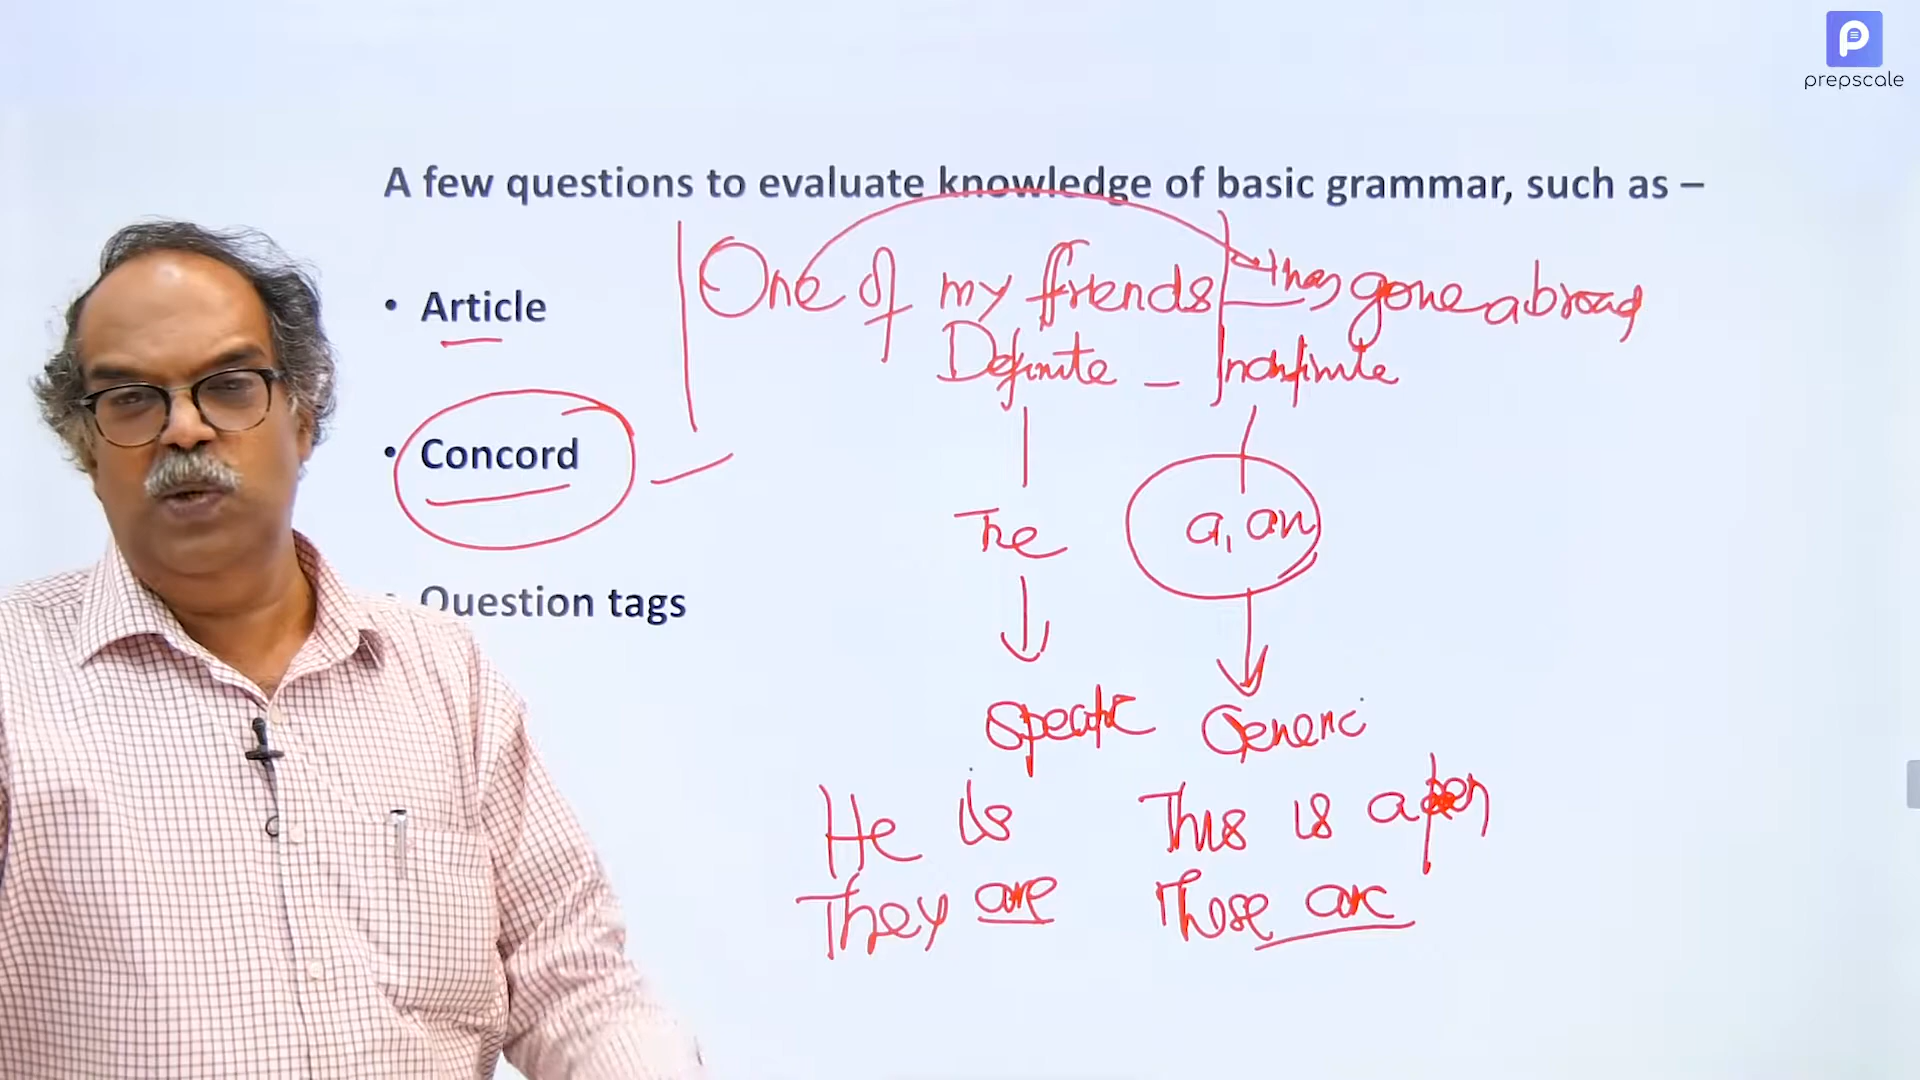 prepscale
A few questions to evaluate knowledge of basic grammar, such as –
One of my friends has gone abroad
• Article
Definite – Indefinite
• Concord
The a, an
• Question tags
Specific Generic
He is This is a pen
They are These are